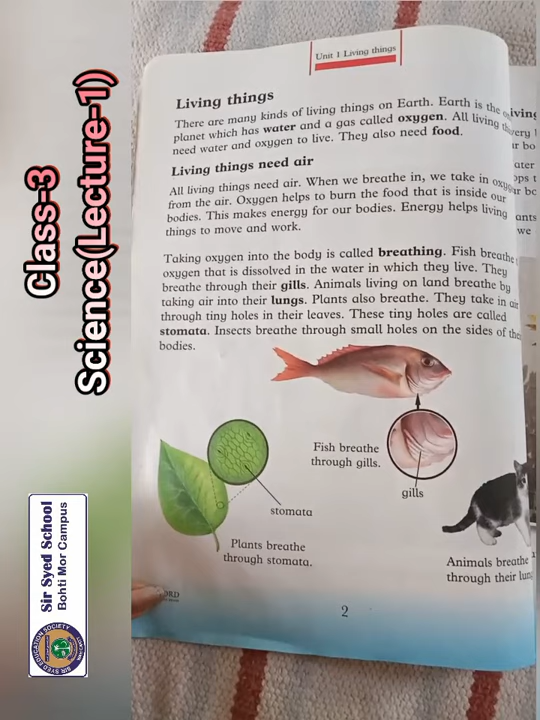 Class-3
Science(Lecture-1)
Sir Syed School
Bohti Mor Campus
SIR SYED EDUCATION SOCIETY
Unit 1 Living things
Living things
There are many kinds of living things on Earth. Earth is the
planet which has water and a gas called oxygen. All living
need water and oxygen to live. They also need food.
Living things need air
All living things need air. When we breathe in, we take in
from the air. Oxygen helps to burn the food that is inside our
bodies. This makes energy for our bodies. Energy helps living
things to move and work.
Taking oxygen into the body is called breathing. Fish breathe
oxygen that is dissolved in the water in which they live. They
breathe through their gills. Animals living on land breathe by
taking air into their lungs. Plants also breathe. They take in air
through tiny holes in their leaves. These tiny holes are called
stomata. Insects breathe through small holes on the sides of
bodies.
Fish breathe
through gills.
gills
stomata
Plants breathe
through stomata.
Animals breathe
through their
2